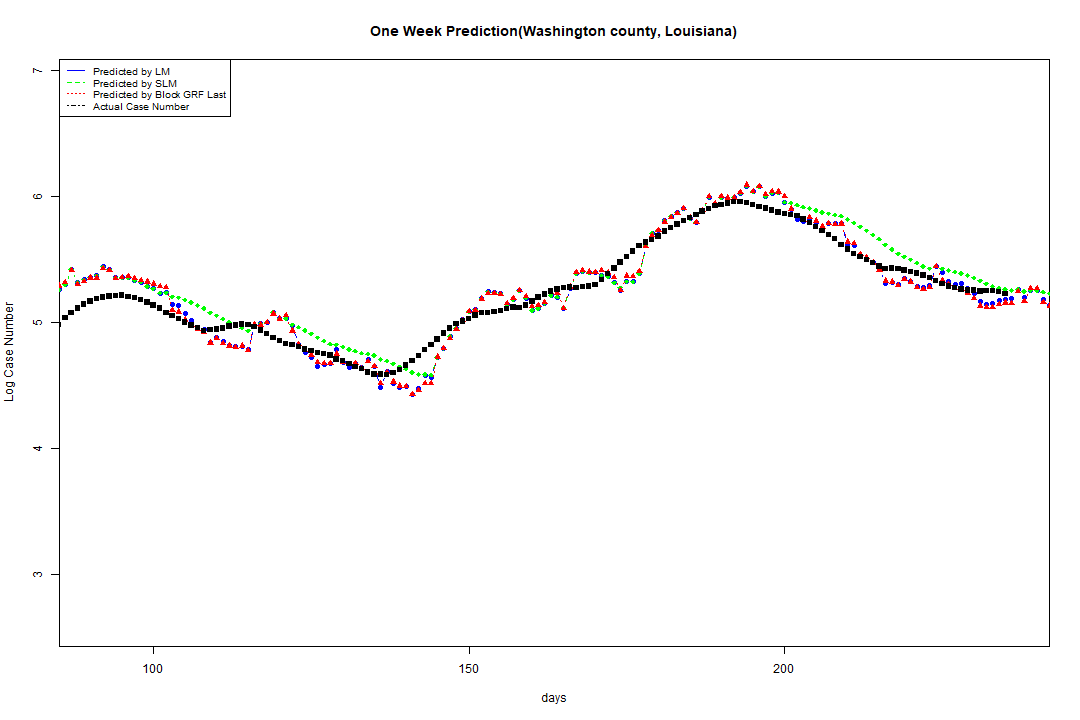 One Week Prediction(Washington county, Louisiana)
Predicted by LM
Predicted by SLM
Predicted by Block GRF Last
Actual Case Number
7
6
5
4
3
Log Case Number
100
150
200
days